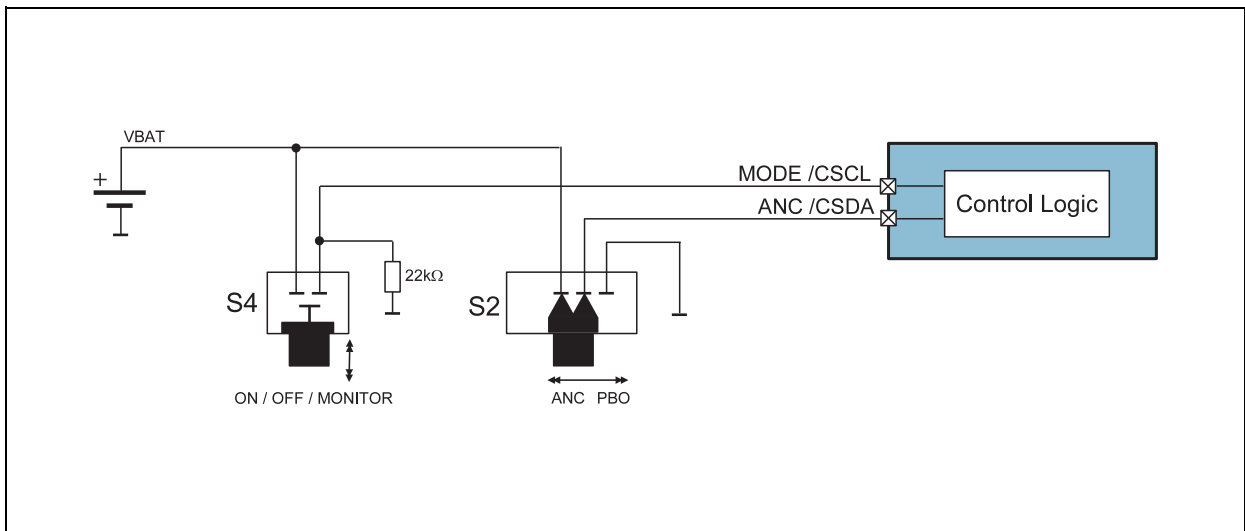 VBAT
+
MODE /CSCL
ANC /CSDA
Control Logic
22kΩ
S4
S2
ON / OFF / MONITOR
ANC PBO